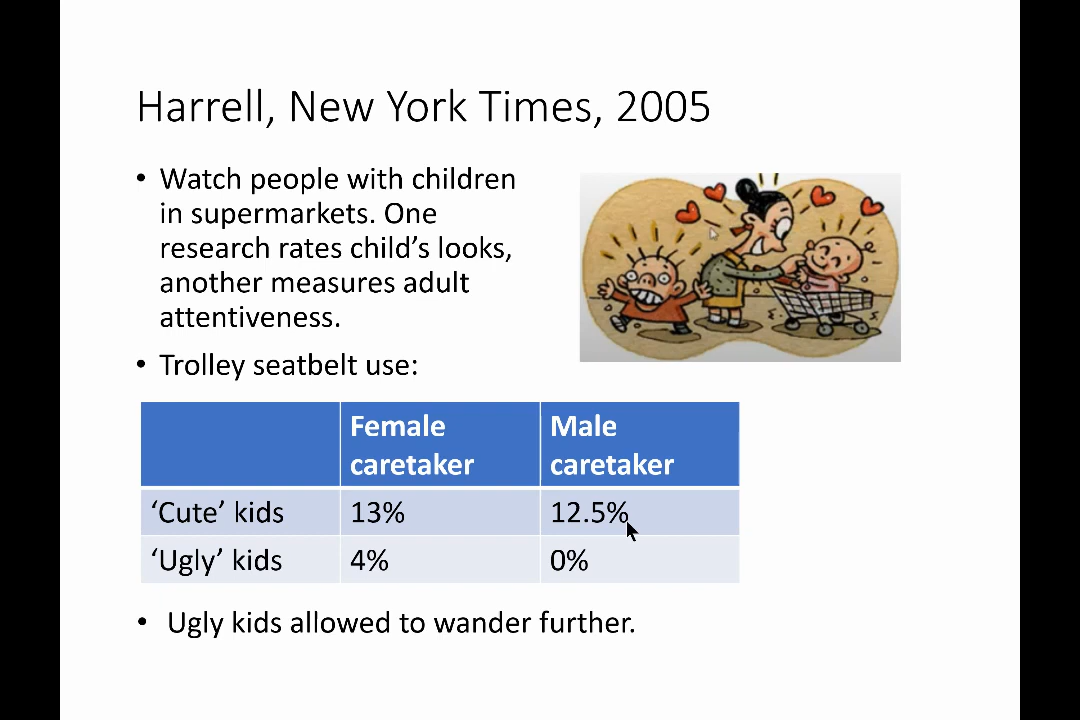 Harrell, New York Times, 2005
• Watch people with children
in supermarkets. One
research rates child's looks,
another measures adult
attentiveness.
• Trolley seatbelt use:
Female caretaker Male caretaker
‘Cute’ kids 13% 12.5%
‘Ugly’ kids 4% 0%
• Ugly kids allowed to wander further.